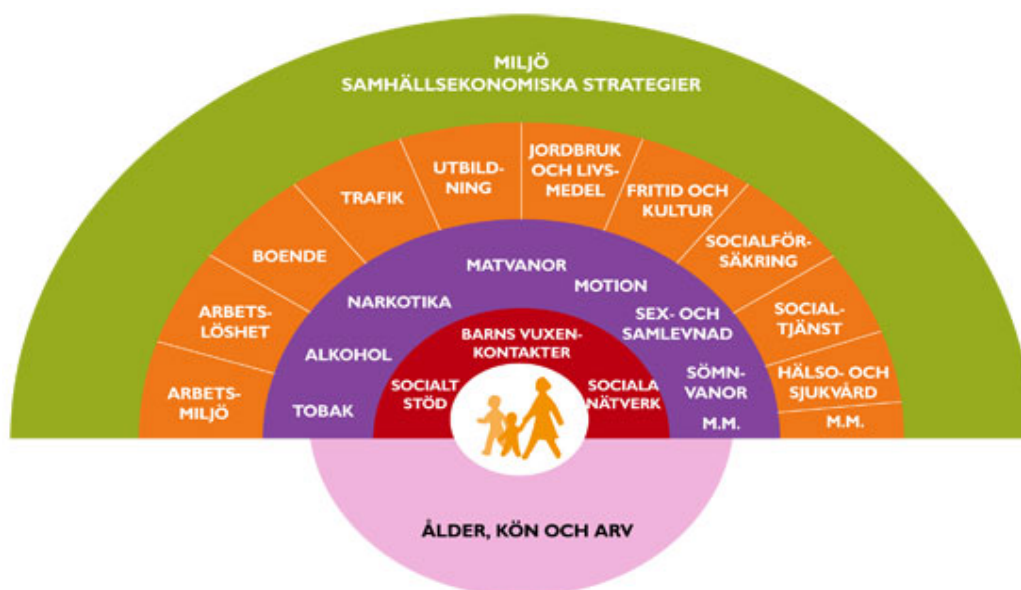 MILJÖ
SAMHÄLLSEKONOMISKA STRATEGIER
ARBETS-
MILJÖ
ARBETS-
LÖSHET
BOENDE
TRAFIK
UTBILD-
NING
JORDBRUK
OCH LIVS-
MEDEL
FRITID OCH
KULTUR
SOCIALFÖR-
SÄKRING
SOCIAL-
TJÄNST
HÄLSO- OCH
SJUKVÅRD
M.M.
TOBAK
ALKOHOL
NARKOTIKA
MATVANOR
MOTION
SEX- OCH
SAMLEVNAD
SÖMN-
VANOR
M.M.
SOCIALT
STÖD
BARNS VUXEN-
KONTAKTER
SOCIALA
NÄTVERK
ÅLDER, KÖN OCH ARV